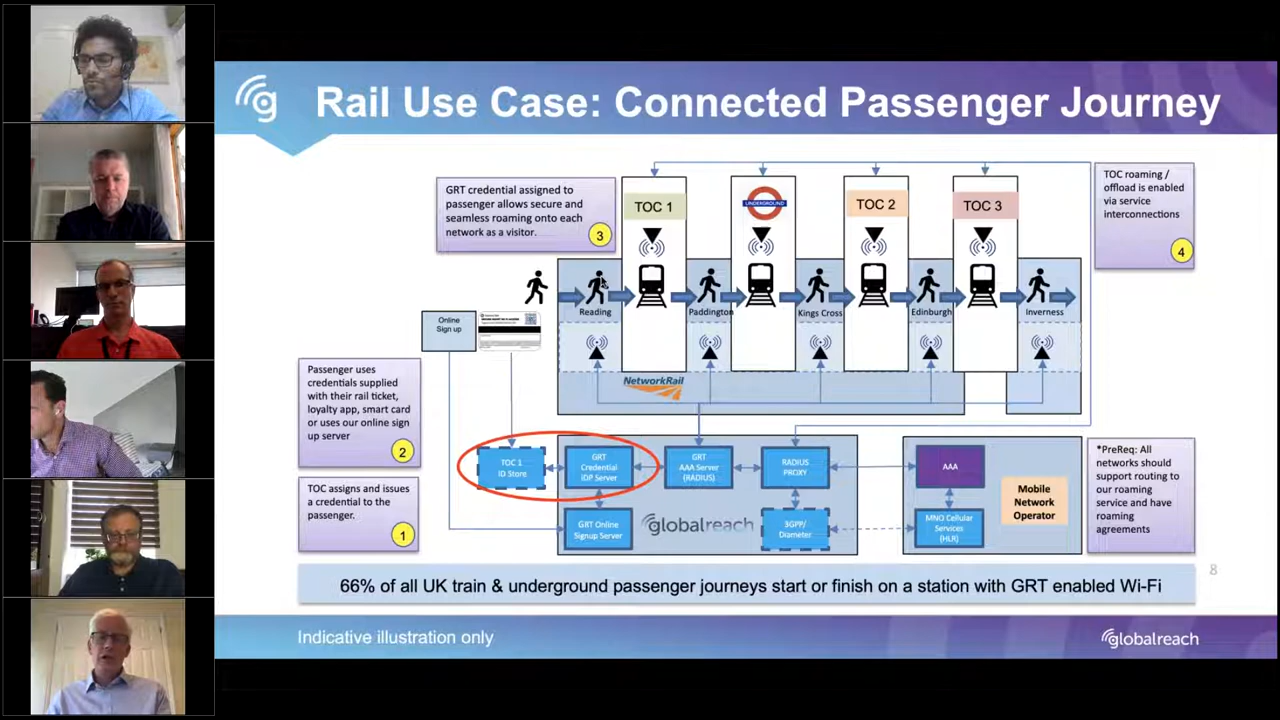 Rail Use Case: Connected Passenger Journey
GRT credential assigned to
passenger allows secure and
seamless roaming onto each
network as a visitor.
3
TOC 1
UNDERGROUND
TOC 2
TOC 3
TOC roaming /
offload is enabled
via service
interconnections
4
Reading
Paddington
Kings Cross
Edinburgh
Inverness
Online
Sign up
NetworkRail
Passenger uses
credentials supplied
with their rail ticket,
loyalty app, smart card
or uses our online sign
up server
2
TOC assigns and issues
a credential to the
passenger.
1
TOC 1
ID Store
GRT
Credential
IDP Server
GRT
AAA Server
(RADIUS)
RADIUS
PROXY
AAA
GRT Online
Signup Server
globalreach
3GPP/
Diameter
MNO Cellular
Services
(HLR)
Mobile
Network
Operator
*PreReq: All
networks should
support routing to
our roaming
service and have
roaming
agreements
66% of all UK train & underground passenger journeys start or finish on a station with GRT enabled Wi-Fi
8
Indicative illustration only
globalreach